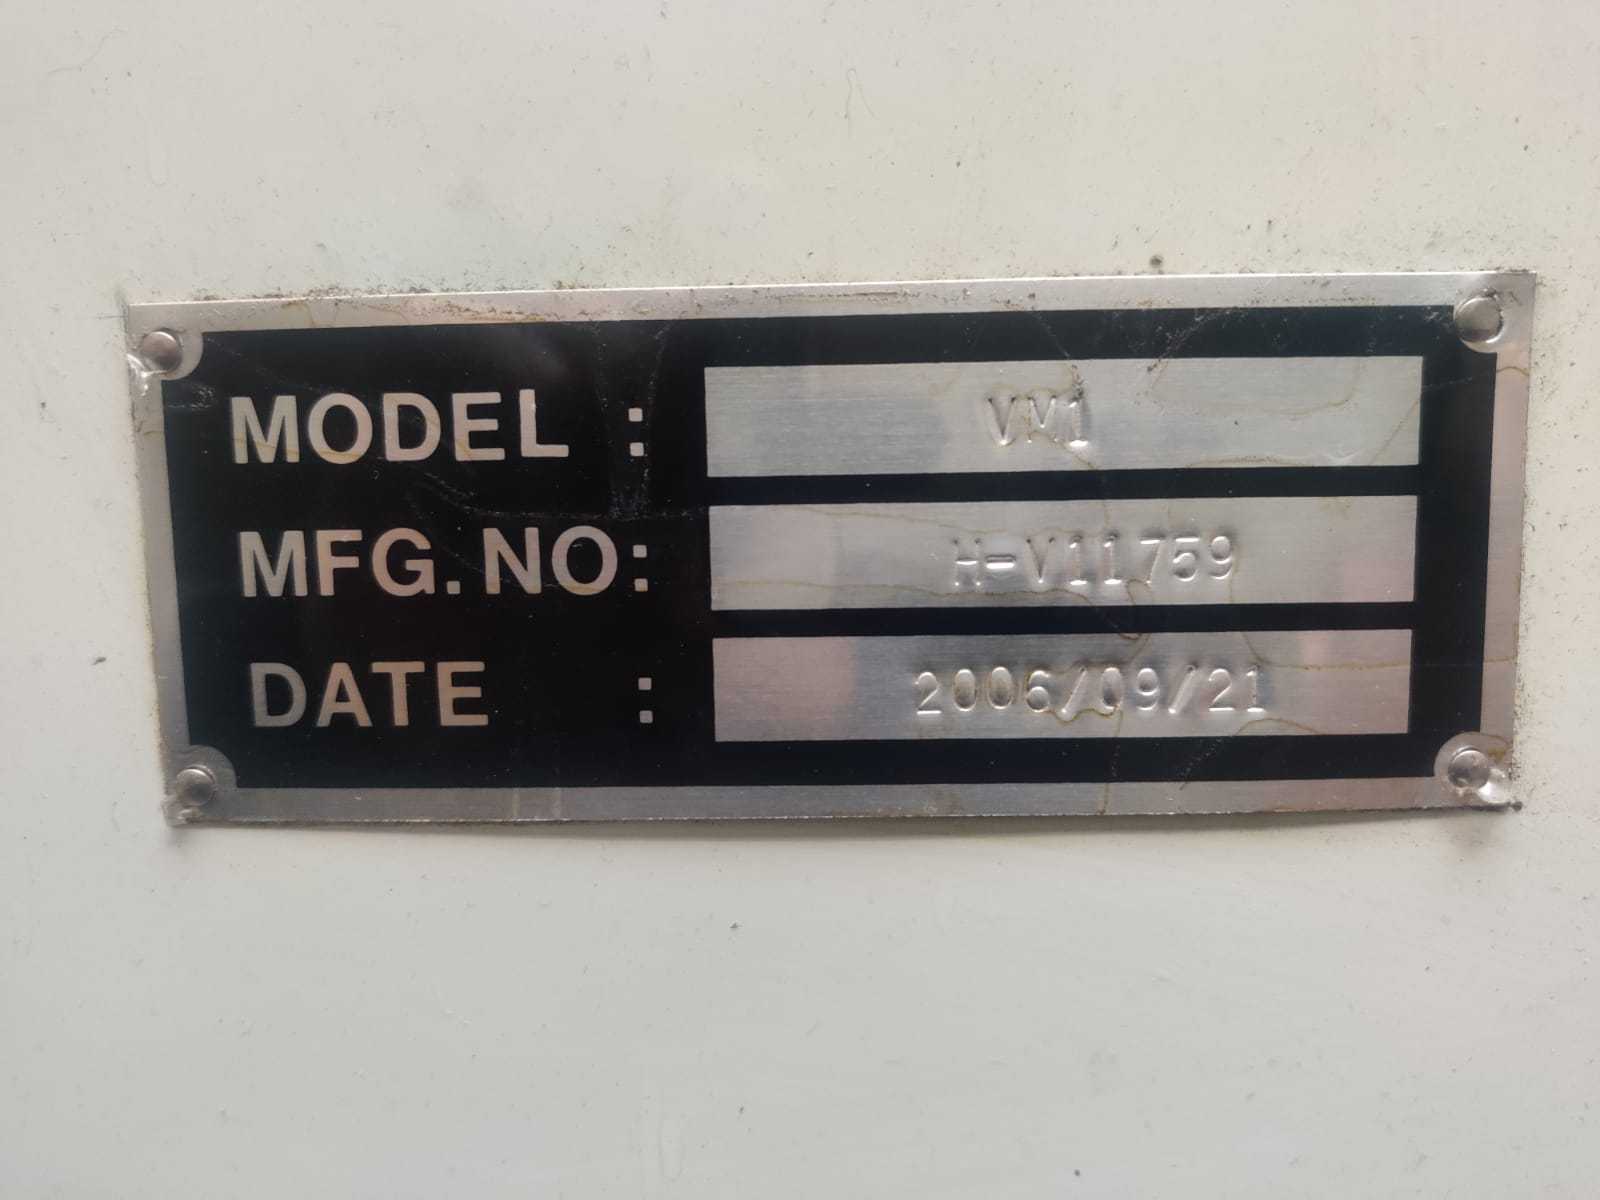 MODEL : VM1
MFG. NO: H-V11759
DATE : 2006/09/21